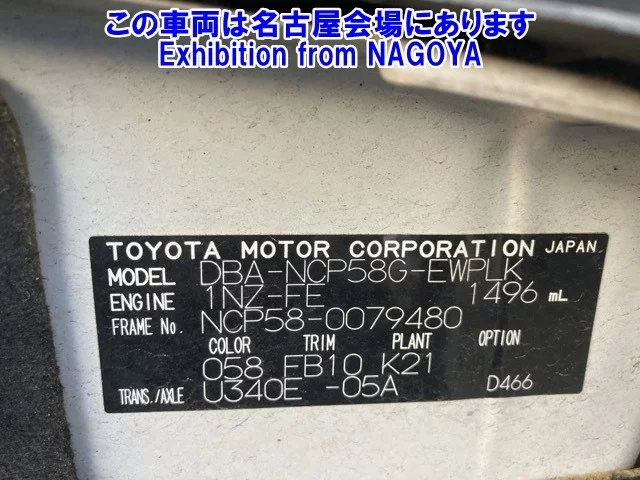 この車両は名古屋会場にあります
Exhibition from NAGOYA
TOYOTA MOTOR CORPORATION JAPAN
MODEL DBA-NCP58G-EWPLK
ENGINE 1NZ-FE 1496 mL
FRAME No. NCP58-0079480
COLOR TRIM PLANT OPTION
058 FB10 K21
TRANS./AXLE U340E -05A D466